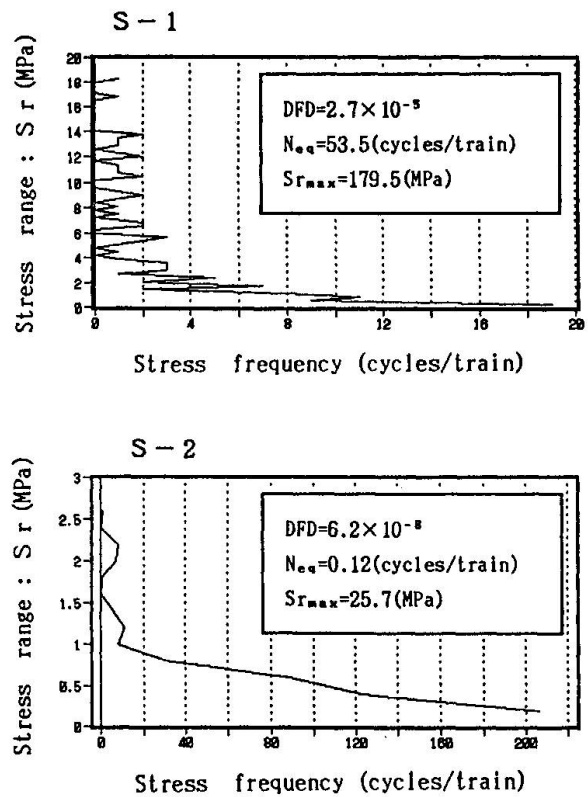 S-1
20
18
16
14
12
10
8
6
4
2
0
Stress range : Sr (MPa)
DFD=2.7×10⁻⁵
Neq=53.5(cycles/train)
Srmax=179.5(MPa)
0 4 8 12 16 20
Stress frequency (cycles/train)
S-2
3
2.5
2
1.5
1
0.5
0
Stress range : Sr (MPa)
DFD=6.2×10⁻⁸
Neq=0.12(cycles/train)
Srmax=25.7(MPa)
0 40 80 120 160 200
Stress frequency (cycles/train)